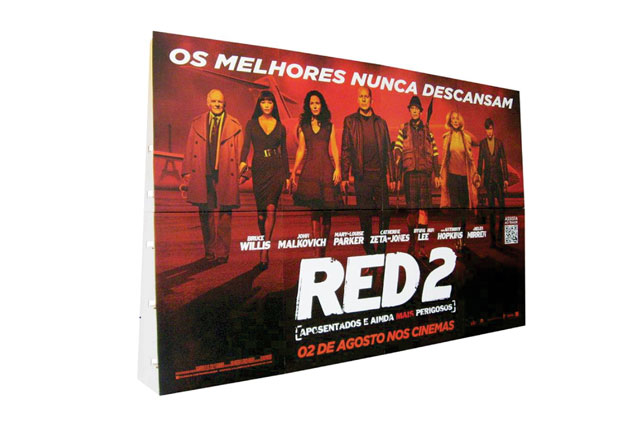 OS MELHORES NUNCA DESCANSAM
BRUCE WILLIS
JOHN MALKOVICH
MARY-LOUISE PARKER
CATHERINE ZETA-JONES
BYUNG HUN LEE
ANTHONY HOPKINS
HELEN MIRREN
ASSISTA
RED 2
[APOSENTADOS E AINDA MAIS PERIGOSOS]
02 DE AGOSTO NOS CINEMAS